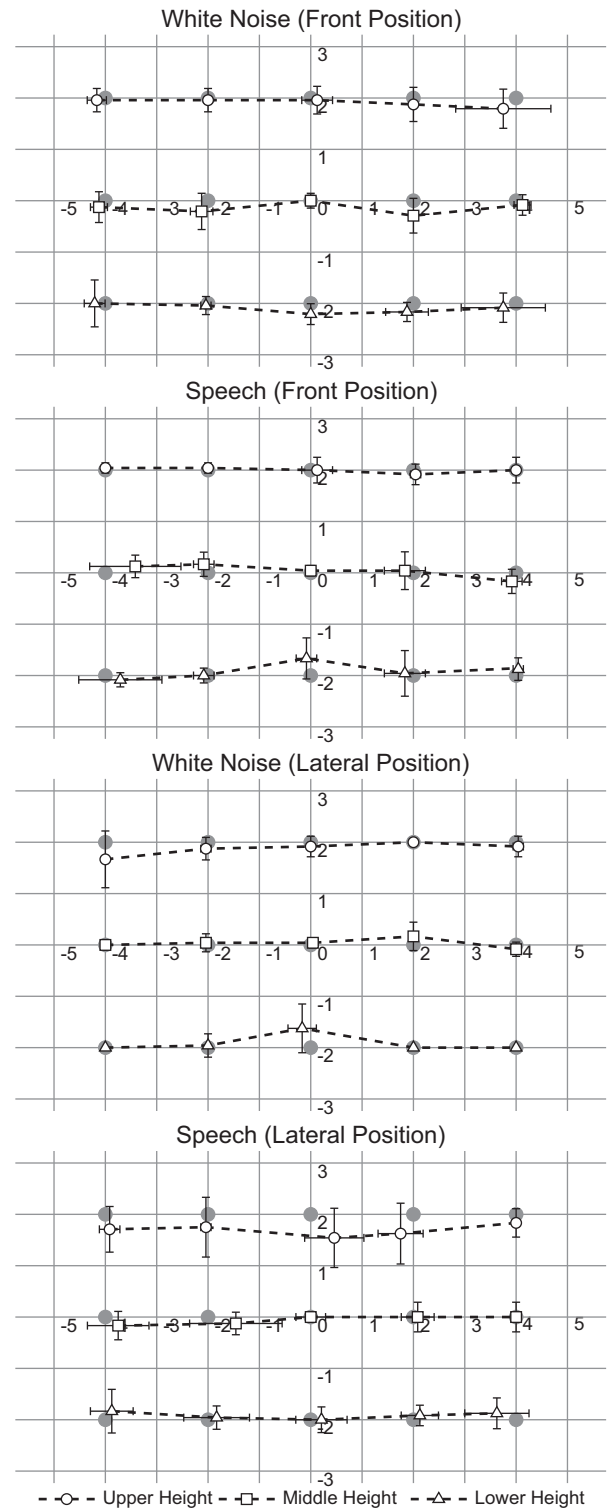 White Noise (Front Position)
3
2
1
-5 -4 -3 -2 -1 0 1 2 3 4 5
-1
-2
-3
Speech (Front Position)
3
2
1
-5 -4 -3 -2 -1 0 1 2 3 4 5
-1
-2
-3
White Noise (Lateral Position)
3
2
1
-5 -4 -3 -2 -1 0 1 2 3 4 5
-1
-2
-3
Speech (Lateral Position)
3
2
1
-5 -4 -3 -2 -1 0 1 2 3 4 5
-1
-2
-3
Upper Height Middle Height Lower Height